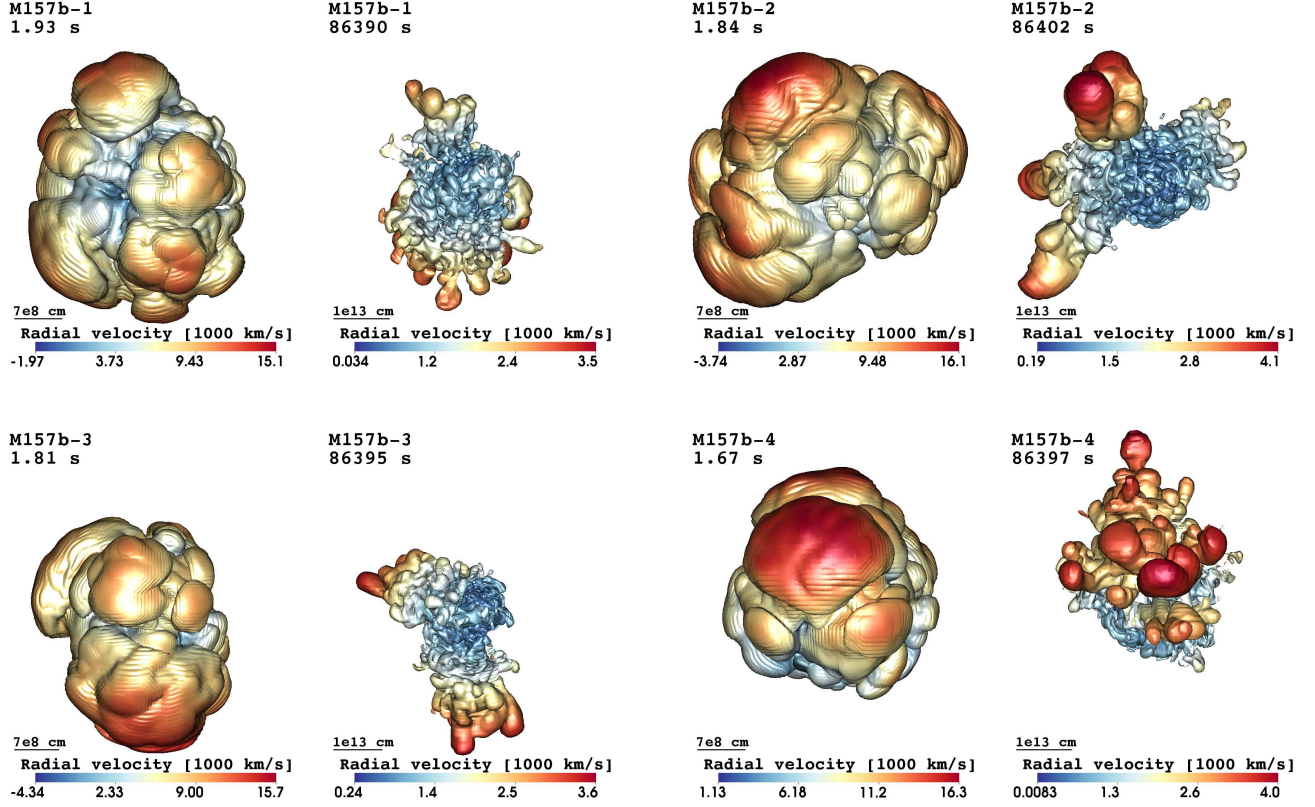 M157b-1
1.93 s
7e8 cm
Radial velocity [1000 km/s]
-1.97 3.73 9.43 15.1
M157b-1
86390 s
1e13 cm
Radial velocity [1000 km/s]
0.034 1.2 2.4 3.5
M157b-2
1.84 s
7e8 cm
Radial velocity [1000 km/s]
-3.74 2.87 9.48 16.1
M157b-2
86402 s
1e13 cm
Radial velocity [1000 km/s]
0.19 1.5 2.8 4.1
M157b-3
1.81 s
7e8 cm
Radial velocity [1000 km/s]
-4.34 2.33 9.00 15.7
M157b-3
86395 s
1e13 cm
Radial velocity [1000 km/s]
0.24 1.4 2.5 3.6
M157b-4
1.67 s
7e8 cm
Radial velocity [1000 km/s]
1.13 6.18 11.2 16.3
M157b-4
86397 s
1e13 cm
Radial velocity [1000 km/s]
0.0083 1.3 2.6 4.0